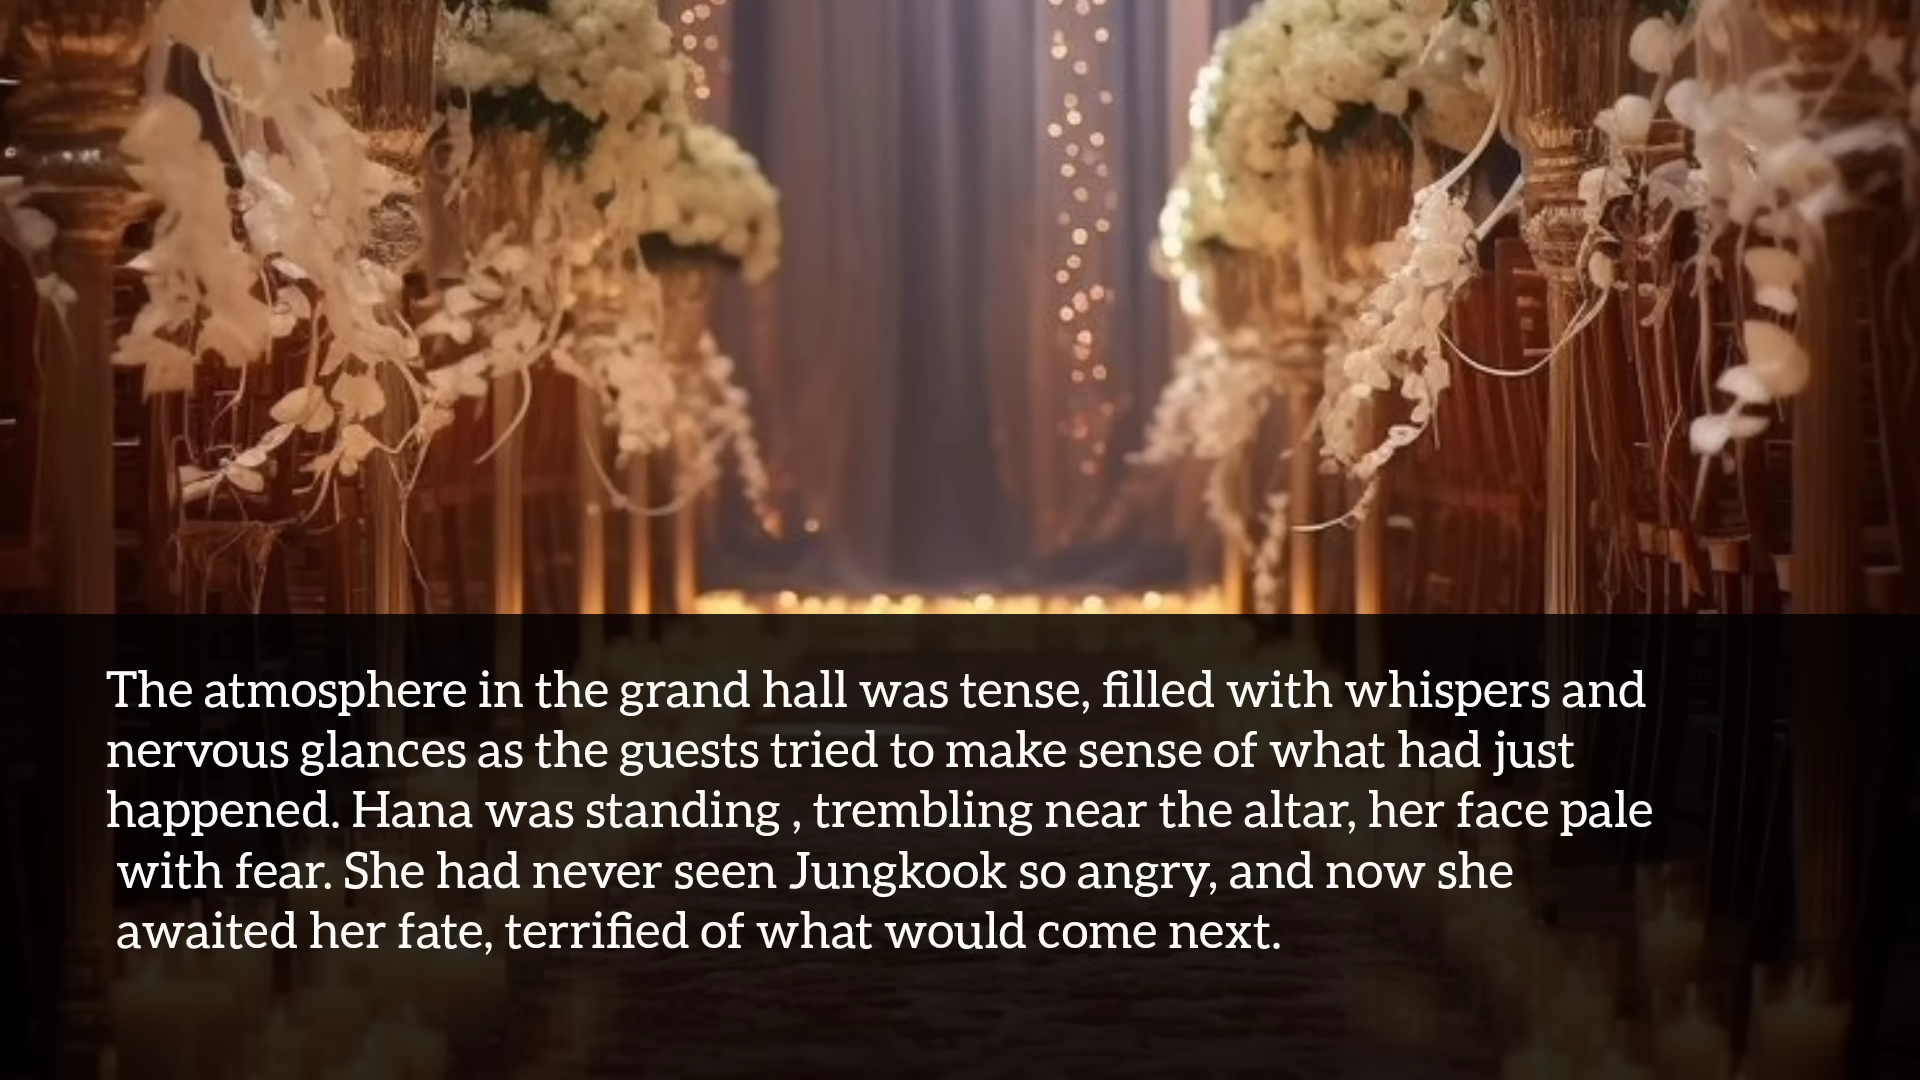 The atmosphere in the grand hall was tense, filled with whispers and
nervous glances as the guests tried to make sense of what had just
happened. Hana was standing , trembling near the altar, her face pale
with fear. She had never seen Jungkook so angry, and now she
awaited her fate, terrified of what would come next.